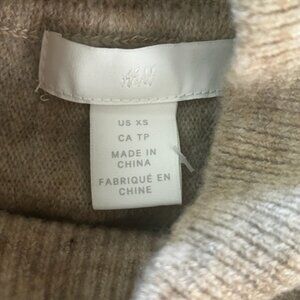 H&M
US XS
CA TP
MADE IN
CHINA
FABRIQUÉ EN
CHINE